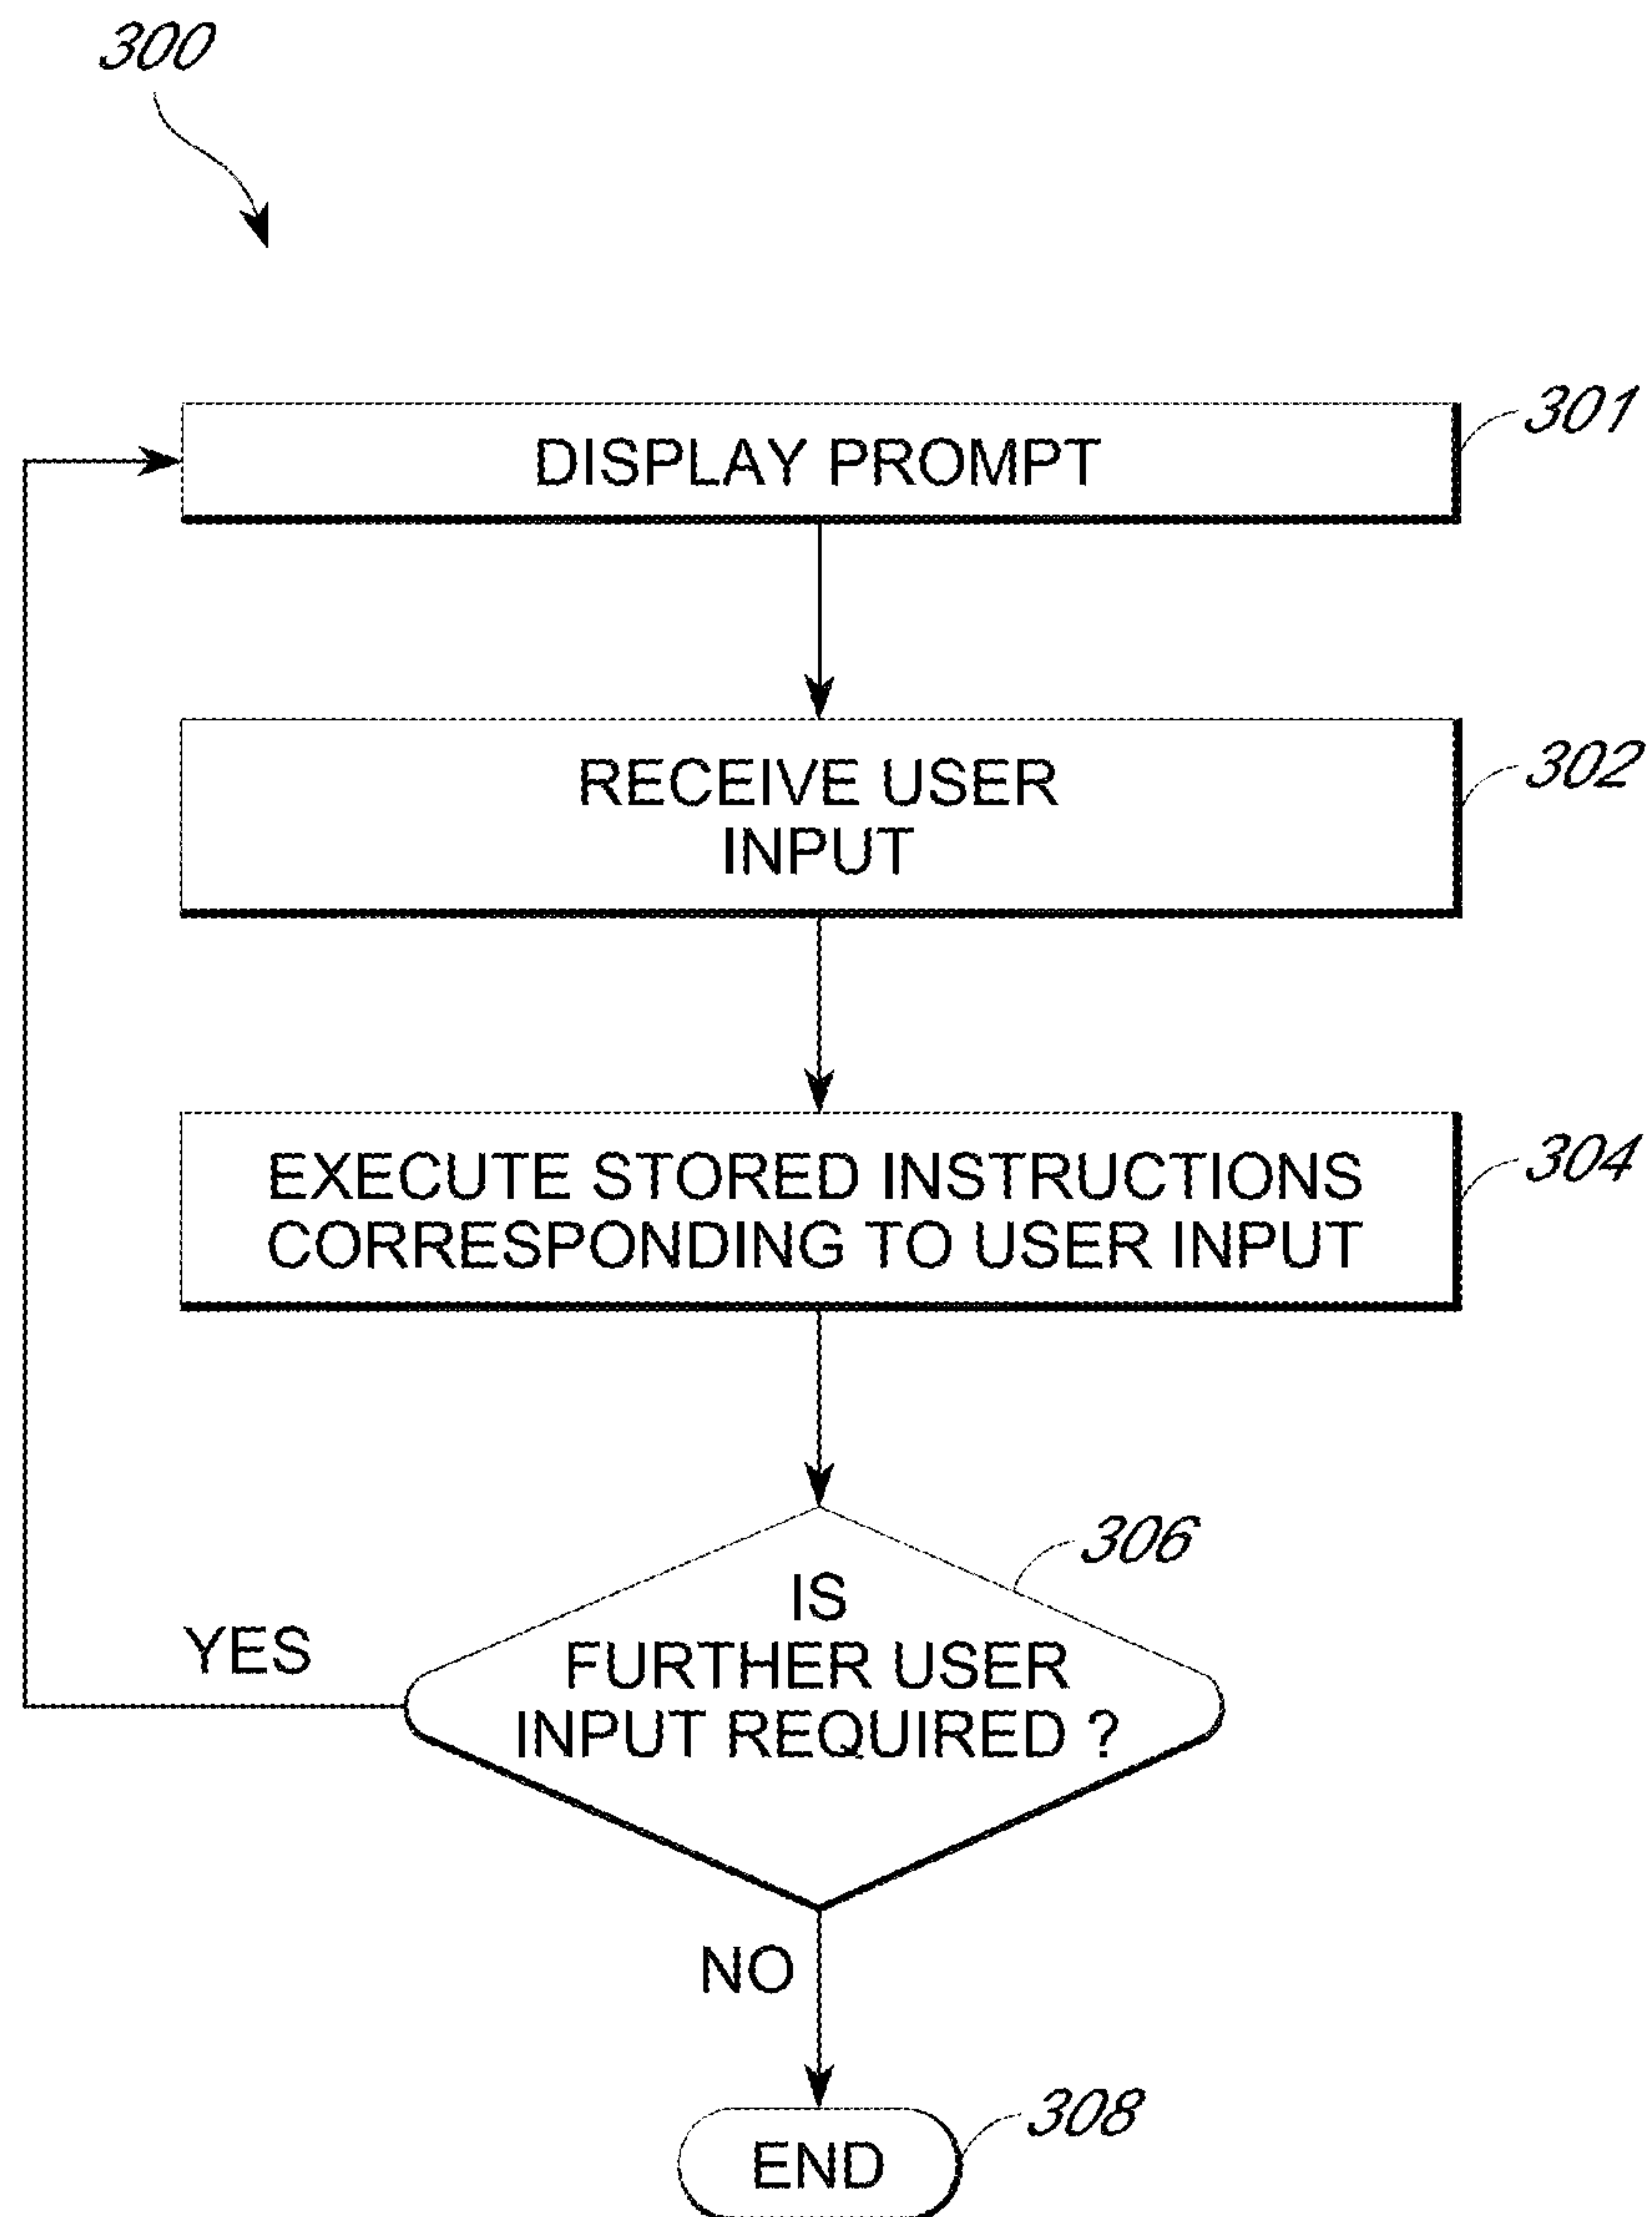 300
DISPLAY PROMPT
301
RECEIVE USER
INPUT
302
EXECUTE STORED INSTRUCTIONS
CORRESPONDING TO USER INPUT
304
306
IS
FURTHER USER
INPUT REQUIRED ?
YES
NO
END
308